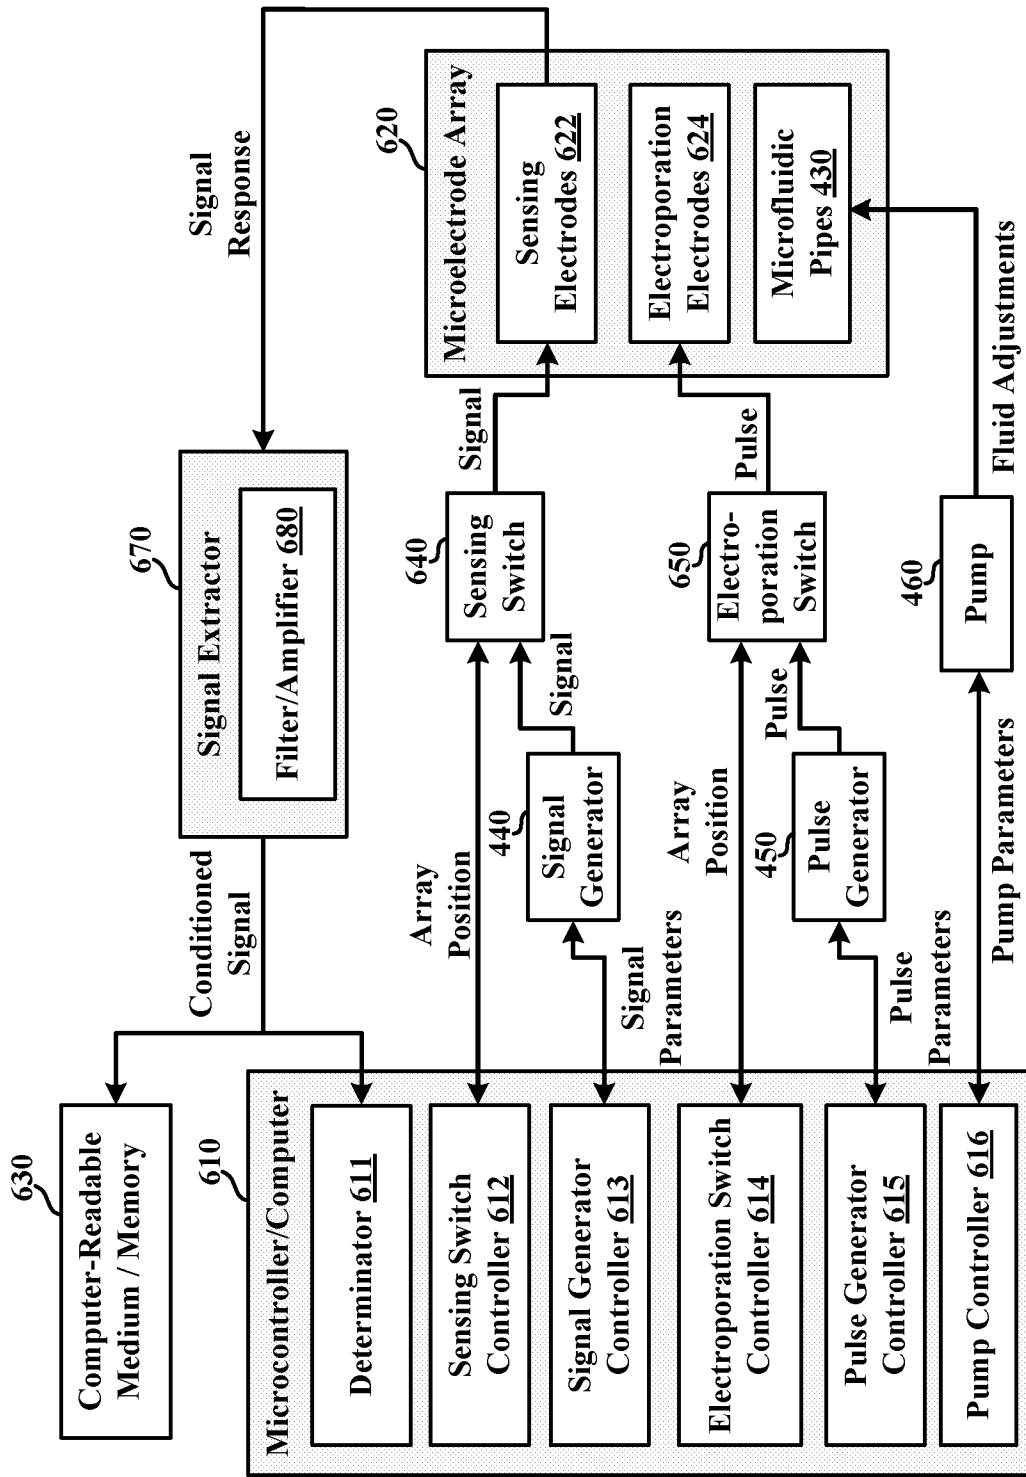 630
Computer-Readable
Medium / Memory
610
Microcontroller/Computer
Determinator 611
Sensing Switch
Controller 612
Signal Generator
Controller 613
Electroporation Switch
Controller 614
Pulse Generator
Controller 615
Pump Controller 616
Conditioned
Signal
Array
Position
Signal
Parameters
Array
Position
Pulse
Parameters
Pump Parameters
440
Signal
Generator
450
Pulse
Generator
Signal
Pulse
670
Signal Extractor
Filter/Amplifier 680
640
Sensing
Switch
650
Electro-
poration
Switch
460
Pump
Signal
Pulse
Fluid Adjustments
Signal
Response
620
Microelectrode Array
Sensing
Electrodes 622
Electroporation
Electrodes 624
Microfluidic
Pipes 430